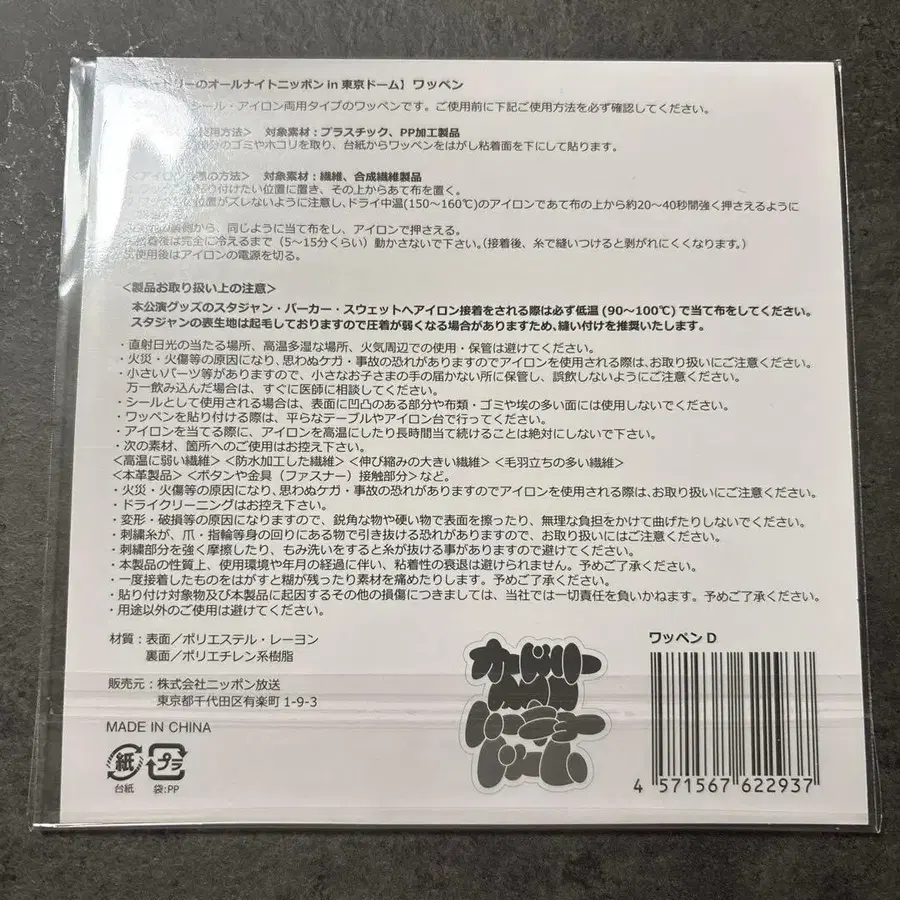 リーのオールナイトニッポン in 東京ドーム】 ワッペン
シール・アイロン両用タイプのワッペンです。ご使用前に下記ご使用方法を必ず確認してください。
使用方法> 対象素材：プラスチック、PP加工製品
部分のゴミやホコリを取り、台紙からワッペンをはがし粘着面を下にして貼ります。
の方法> 対象素材：繊維、合成繊維製品
付けたい位置に置き、その上からあて布を置く。
位置がズレないように注意し、ドライ中温(150～160℃)のアイロンであて布の上から約20～40秒間強く押さえるように
側から、同じように当て布をし、アイロンで押さえる。
着後は完全に冷えるまで（5～15分くらい）動かさないで下さい。（接着後、糸で縫いつけると剥がれにくくなります。）
使用後はアイロンの電源を切る。
<製品お取り扱い上の注意>
本公演グッズのスタジャン・パーカー・スウェットへアイロン接着をされる際は必ず低温 (90～100℃) で当て布をしてください。
スタジャンの表生地は起毛しておりますので圧着が弱くなる場合がありますため、縫い付けを推奨いたします。
・直射日光の当たる場所、高温多湿な場所、火気周辺での使用・保管は避けてください。
・火災・火傷等の原因になり、思わぬケガ・事故の恐れがありますのでアイロンを使用される際は、お取り扱いにご注意ください。
・小さいパーツ等がありますので、小さなお子さまの手の届かない所に保管し、誤飲しないようにご注意ください。
万一飲み込んだ場合は、すぐに医師に相談してください。
・シールとして使用される場合は、表面に凹凸のある部分や布類・ゴミや埃の多い面には使用しないでください。
・ワッペンを貼り付ける際は、平らなテーブルやアイロン台で行ってください。
・アイロンを当てる際に、アイロンを高温にしたり長時間当て続けることは絶対にしないで下さい。
・次の素材、箇所へのご使用はお控え下さい。
<高温に弱い繊維> <防水加工した繊維> <伸び縮みの大きい繊維> <毛羽立ちの多い繊維>
<本革製品> <ボタンや金具（ファスナー）接触部分> など。
・火災・火傷等の原因になり、思わぬケガ・事故の恐れがありますのでアイロンを使用される際は、お取り扱いにご注意ください。
・ドライクリーニングはお控え下さい。
・変形・破損等の原因になりますので、鋭角な物や硬い物で表面を擦ったり、無理な負担をかけて曲げたりしないでください。
・刺繍糸が、爪・指輪等身の回りにある物で引き抜ける恐れがありますので、お取り扱いにはご注意ください。
・刺繍部分を強く摩擦したり、もみ洗いをすると糸が抜ける事がありますので避けてください。
・本製品の性質上、使用環境や年月の経過に伴い、粘着性の衰退は避けられません。予めご了承ください。
・一度接着したものをはがすと糊が残ったり素材を痛めたりします。予めご了承ください。
・貼り付け対象物及び本製品に起因するその他の損傷につきましては、当社では一切責任を負いかねます。予めご了承ください。
・用途以外のご使用は避けてください。
材質：表面／ポリエステル・レーヨン
裏面／ポリエチレン系樹脂
販売元：株式会社ニッポン放送
東京都千代田区有楽町 1-9-3
MADE IN CHINA
紙
台紙
プラ
袋:PP
ワッペン D
4 571567 622937